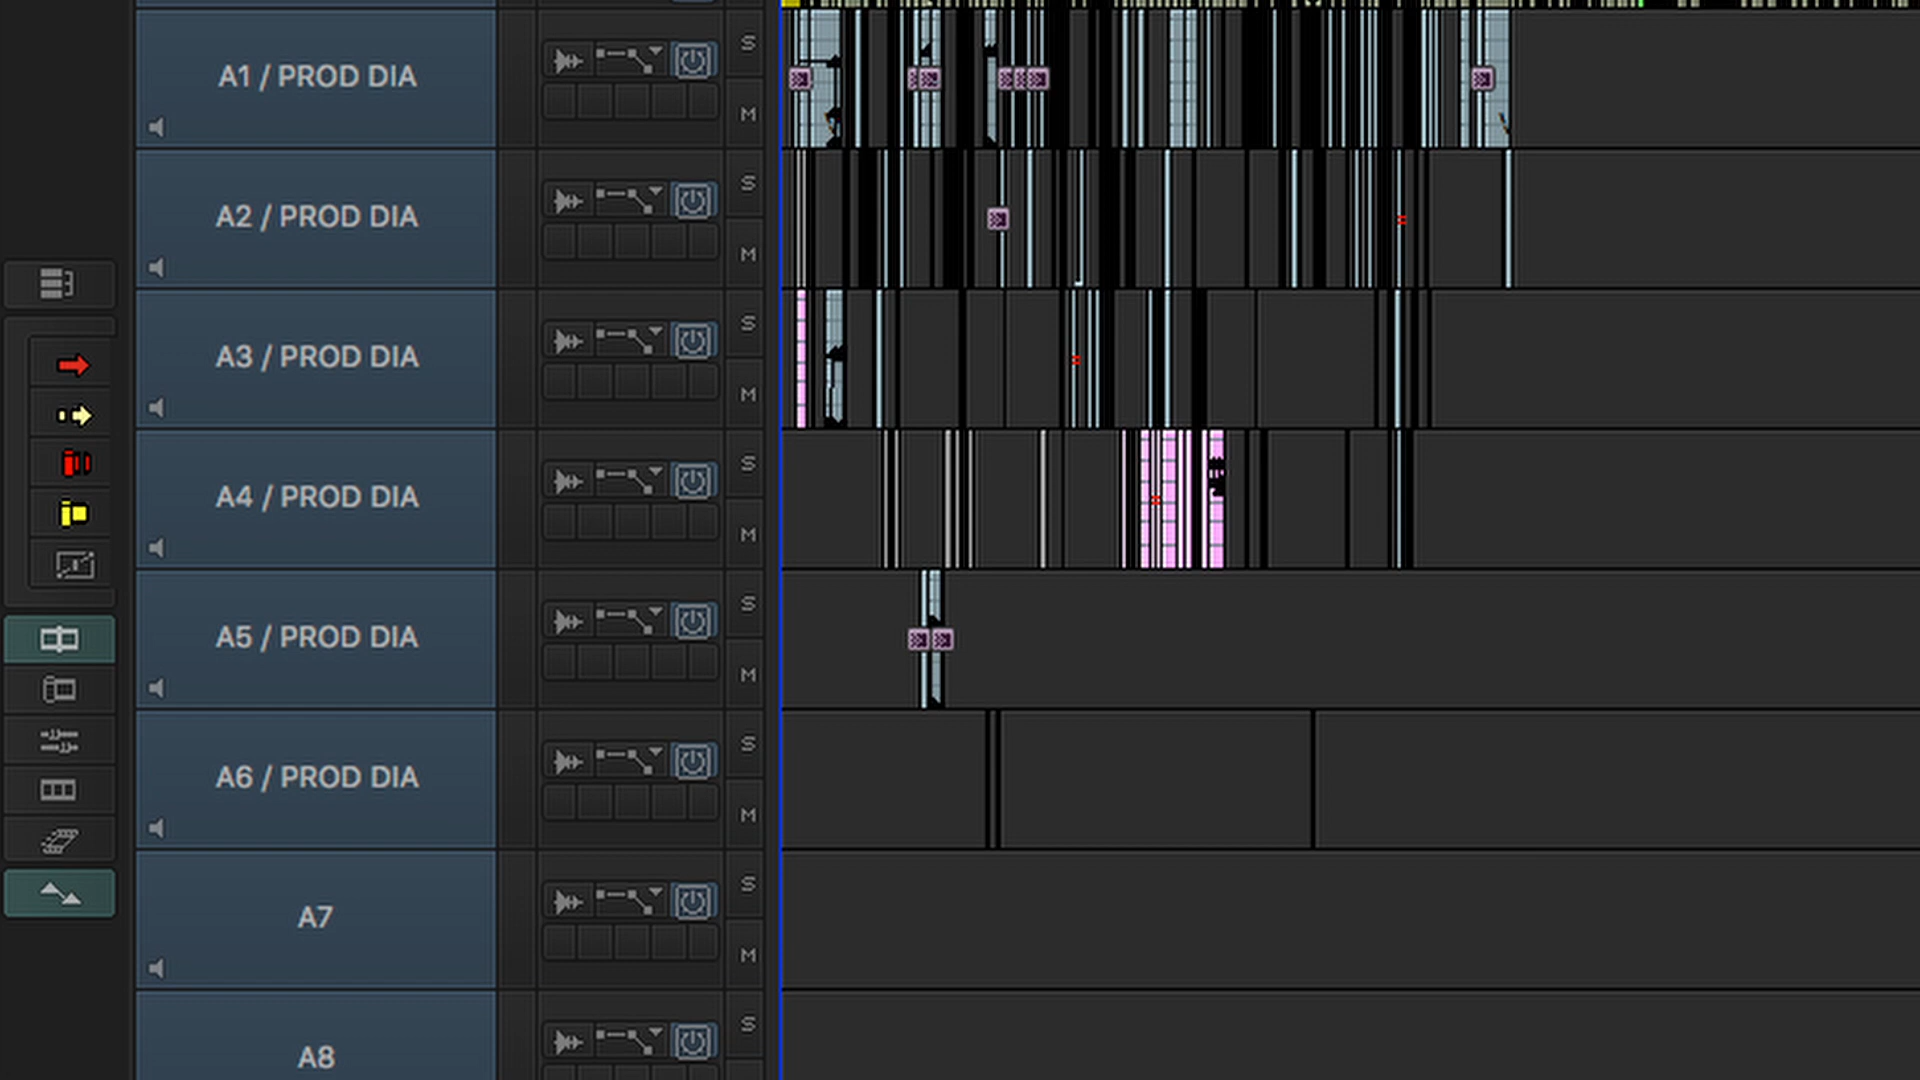 A1 / PROD DIA
S
M
A2 / PROD DIA
S
M
A3 / PROD DIA
S
M
A4 / PROD DIA
S
M
A5 / PROD DIA
S
M
A6 / PROD DIA
S
M
A7
S
M
A8
S